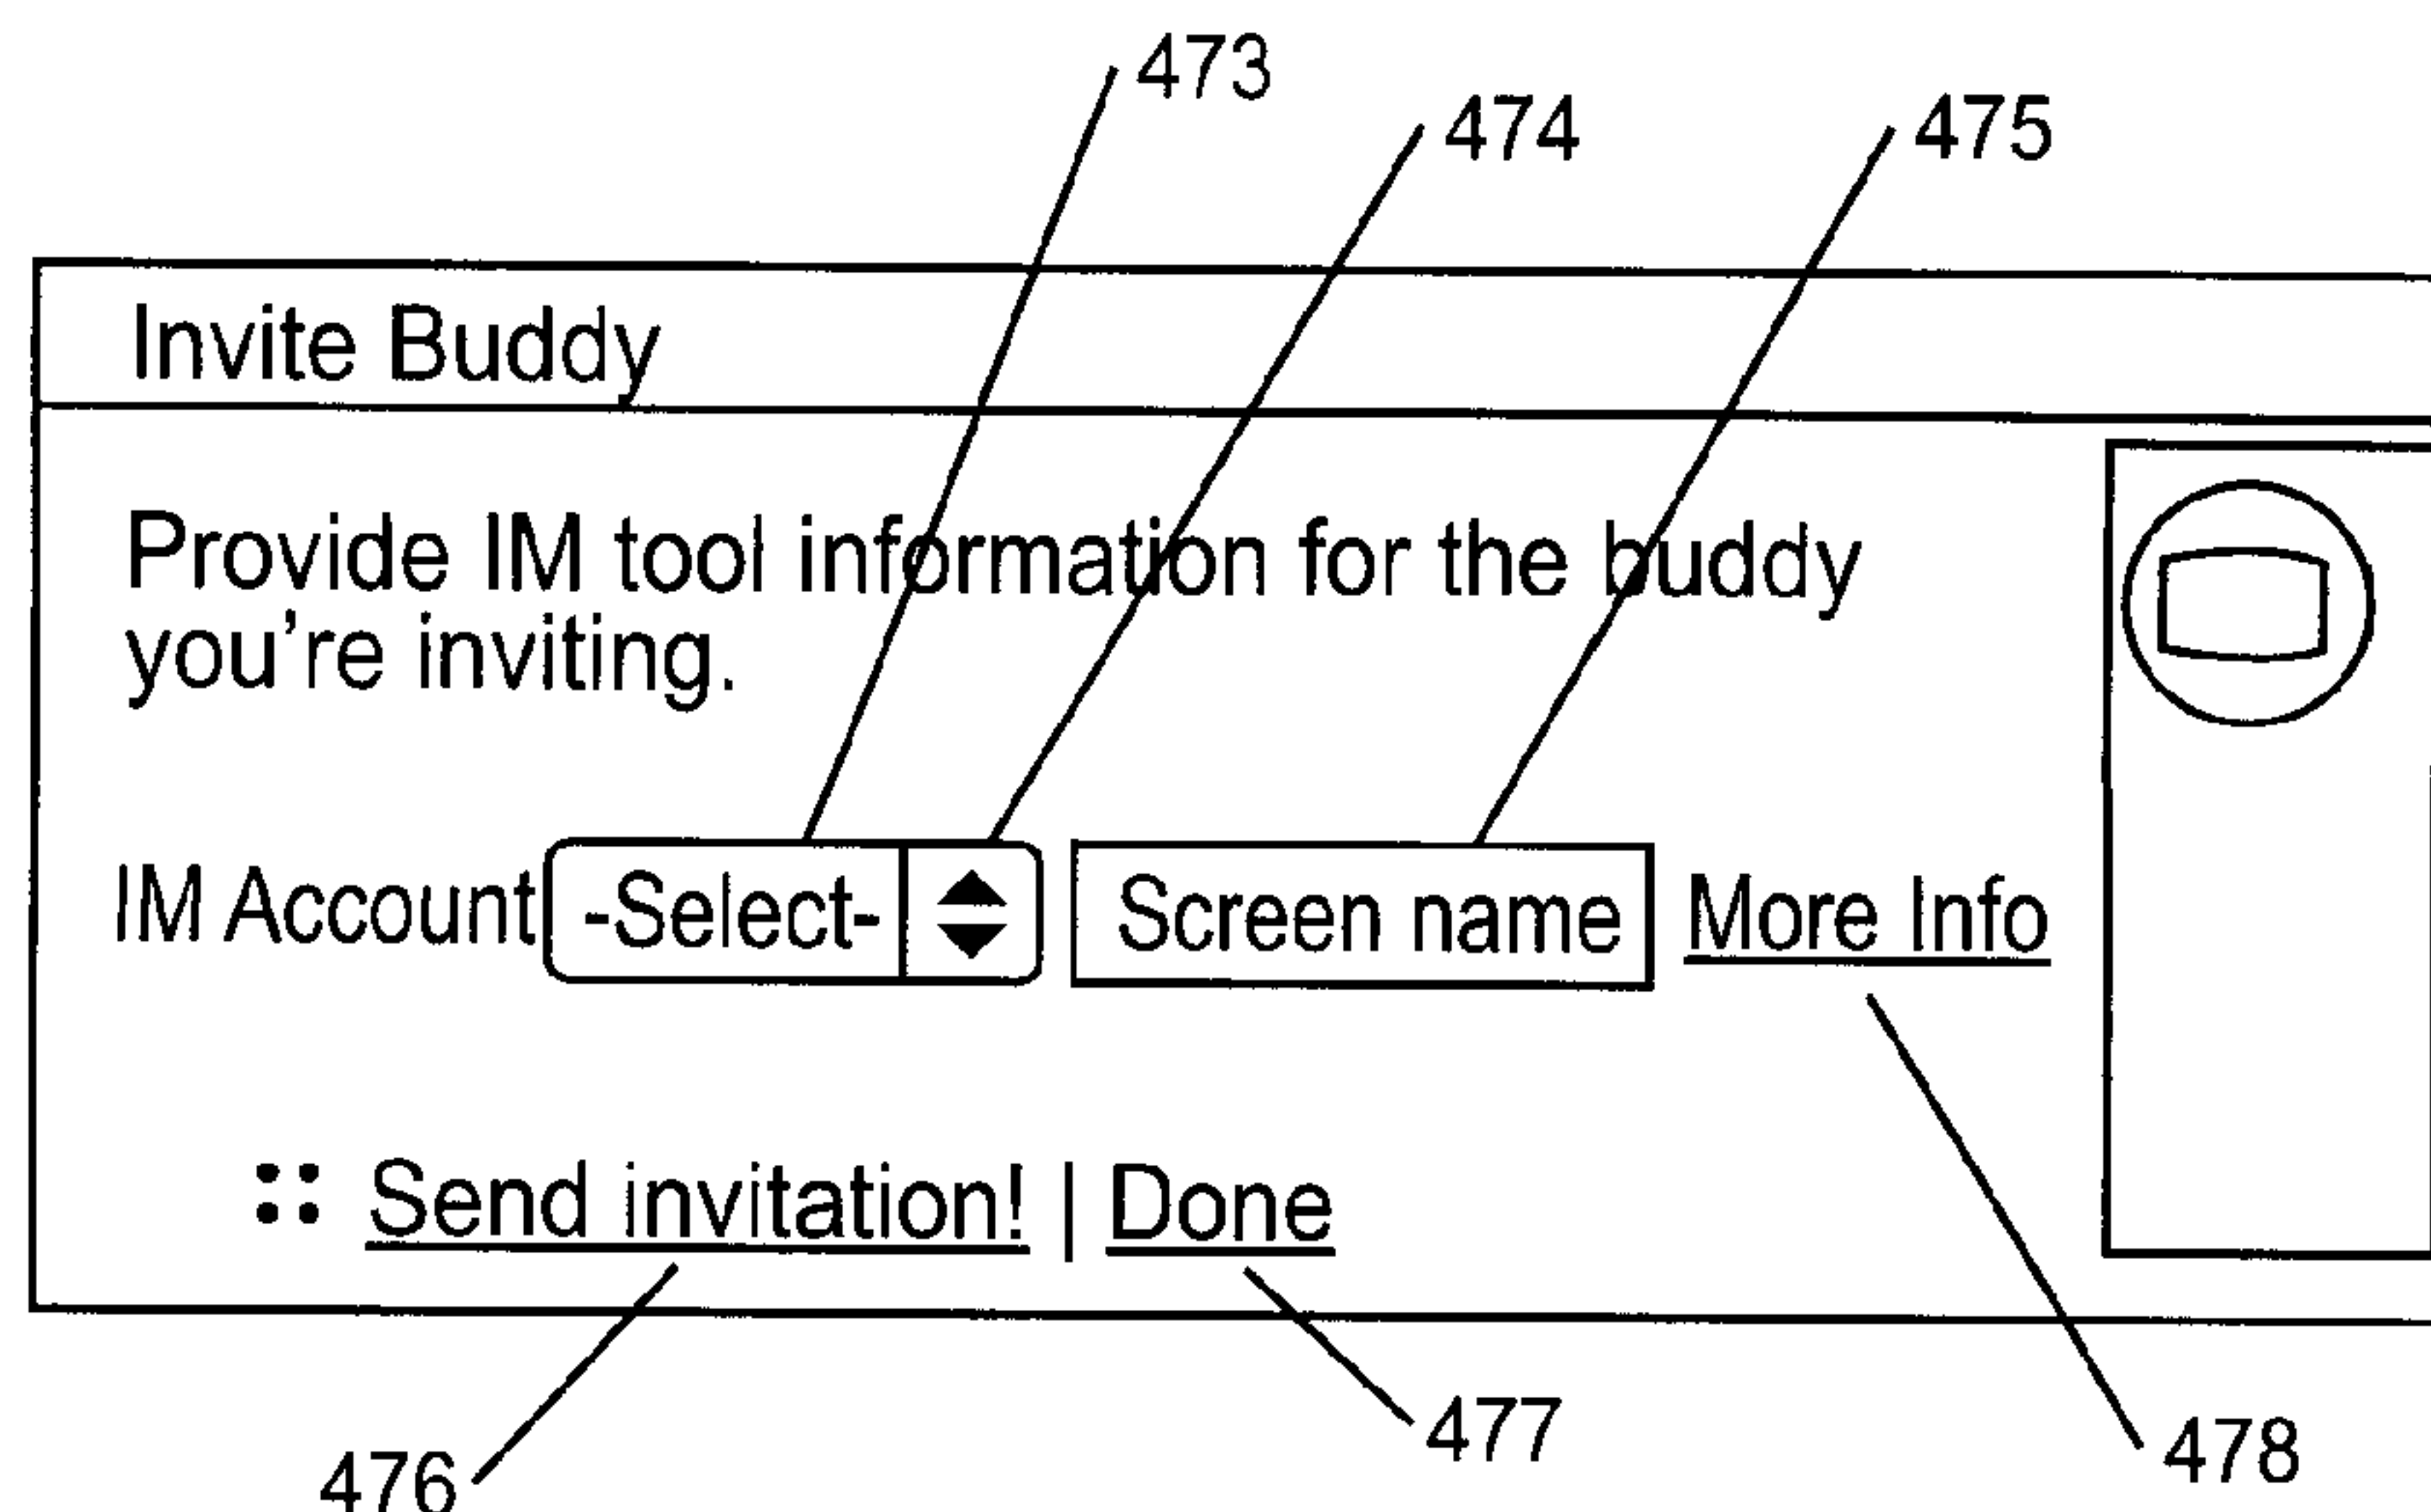 473
474
475
Invite Buddy
Provide IM tool information for the buddy
you're inviting.
IM Account -Select- Screen name More Info
Send invitation! | Done
476
477
478